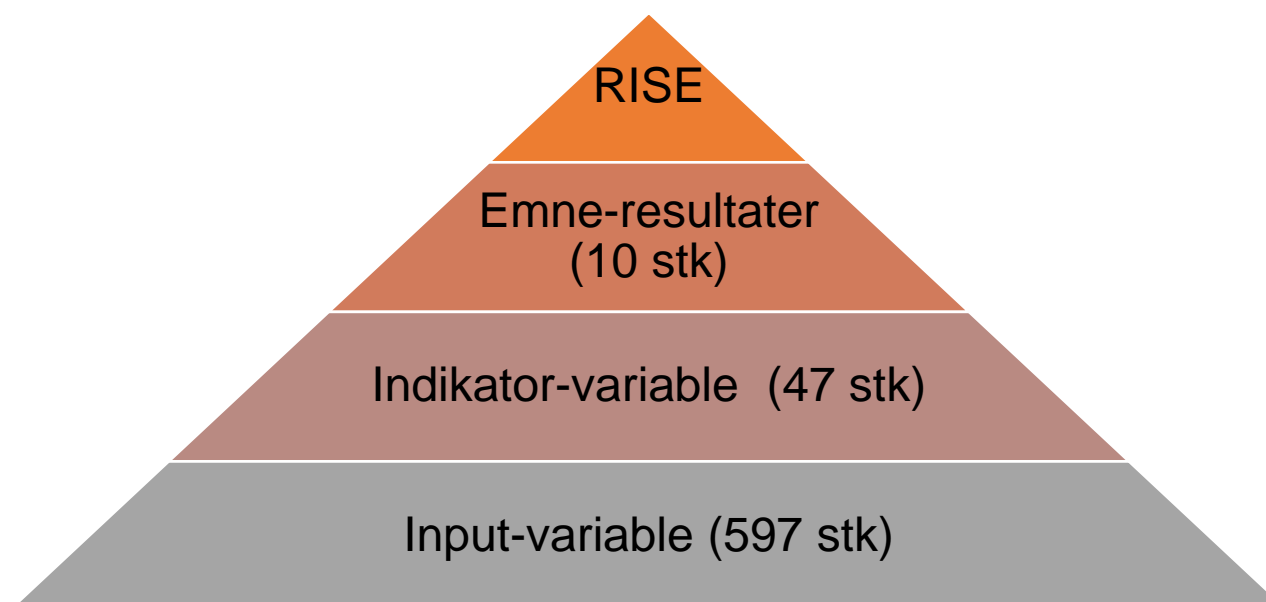 RISE
Emne-resultater
(10 stk)
Indikator-variable  (47 stk)
Input-variable (597 stk)